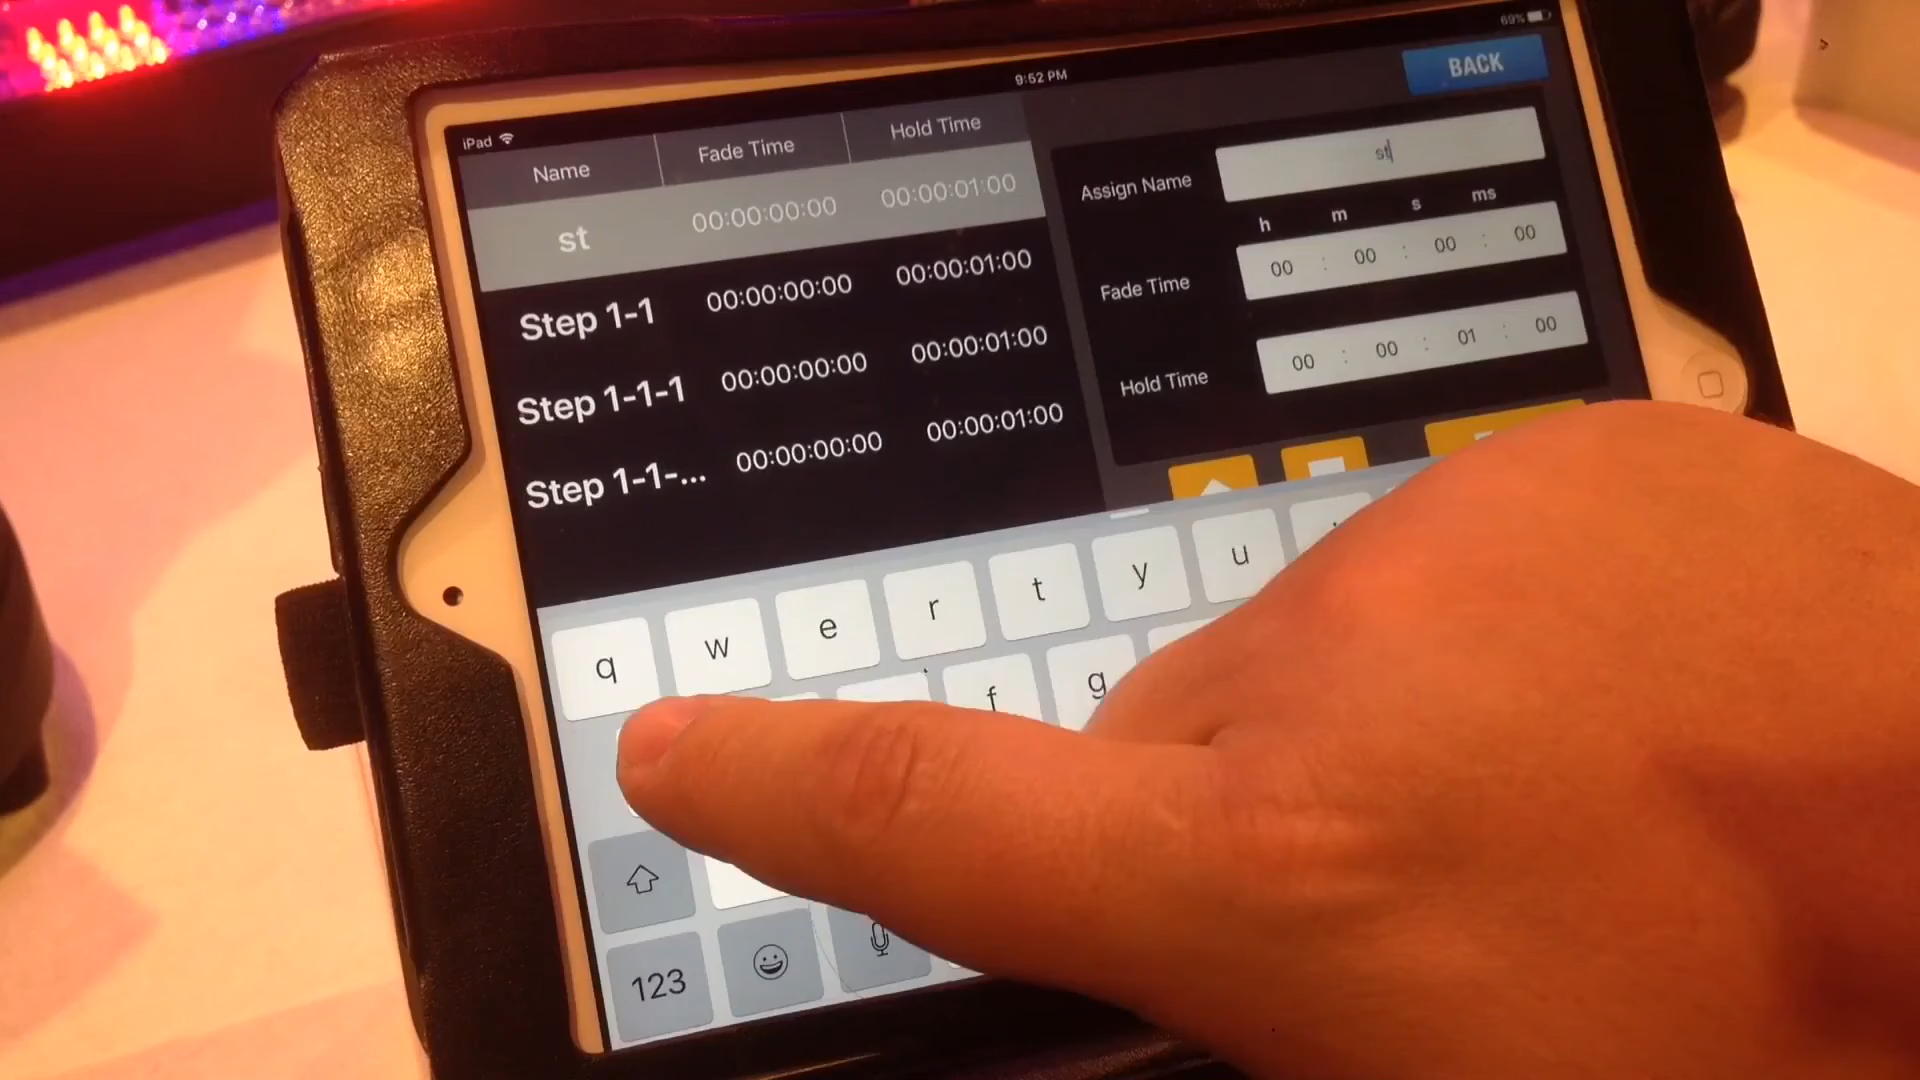 iPad 9:52 PM 69%
Name Fade Time Hold Time
BACK
st 00:00:00:00 00:00:01:00
Step 1-1 00:00:00:00 00:00:01:00
Step 1-1-1 00:00:00:00 00:00:01:00
Step 1-1-... 00:00:00:00 00:00:01:00
Assign Name st
h m s ms
Fade Time 00 : 00 : 00 : 00
Hold Time 00 : 00 : 01 : 00
q w e r t y u
f g
123